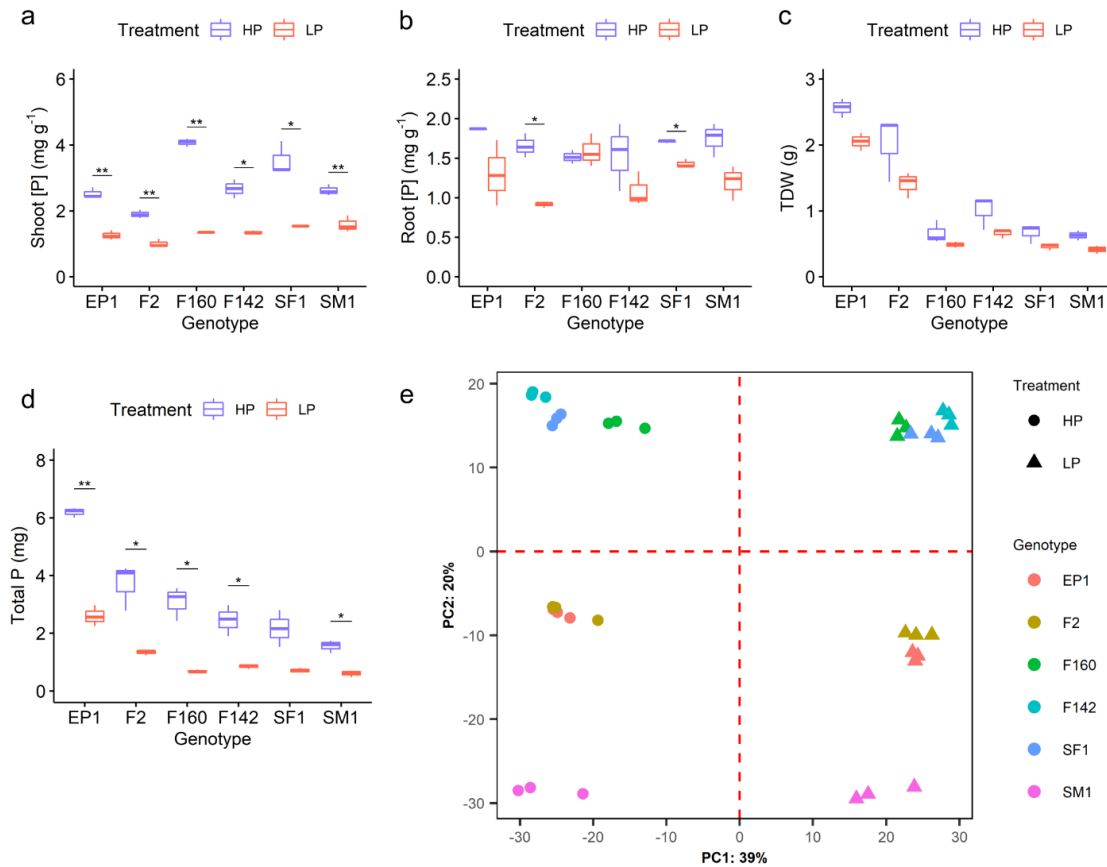 a
Treatment HP LP
Shoot [P] (mg g⁻¹)
6
4
2
0
** ** ** * * **
EP1 F2 F160 F142 SF1 SM1
Genotype
b
Treatment HP LP
Root [P] (mg g⁻¹)
2.5
2.0
1.5
1.0
0.5
0.0
* *
EP1 F2 F160 F142 SF1 SM1
Genotype
c
Treatment HP LP
TDW (g)
3
2
1
0
EP1 F2 F160 F142 SF1 SM1
Genotype
d
Treatment HP LP
Total P (mg)
8
6
4
2
0
** * * * *
EP1 F2 F160 F142 SF1 SM1
Genotype
e
PC2: 20%
20
10
0
-10
-20
-30
-30 -20 -10 0 10 20 30
PC1: 39%
Treatment
HP
LP
Genotype
EP1
F2
F160
F142
SF1
SM1